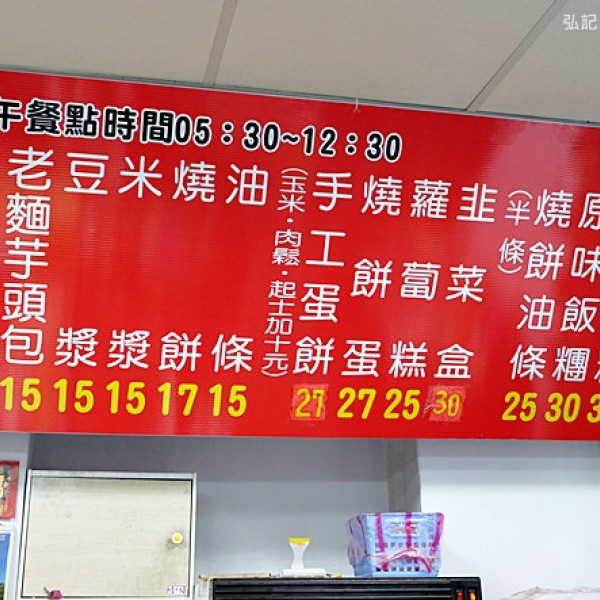 弘記
午餐點時間05：30~12：30
老麵芋頭包
15
豆漿
15
米漿
15
燒餅
17
油條
15
(玉米·肉鬆·起士加十元)
手工蛋餅
27
燒餅蛋
27
蘿蔔糕
25
韭菜盒
30
(半條)
燒餅油條
25
原味飯糰
30